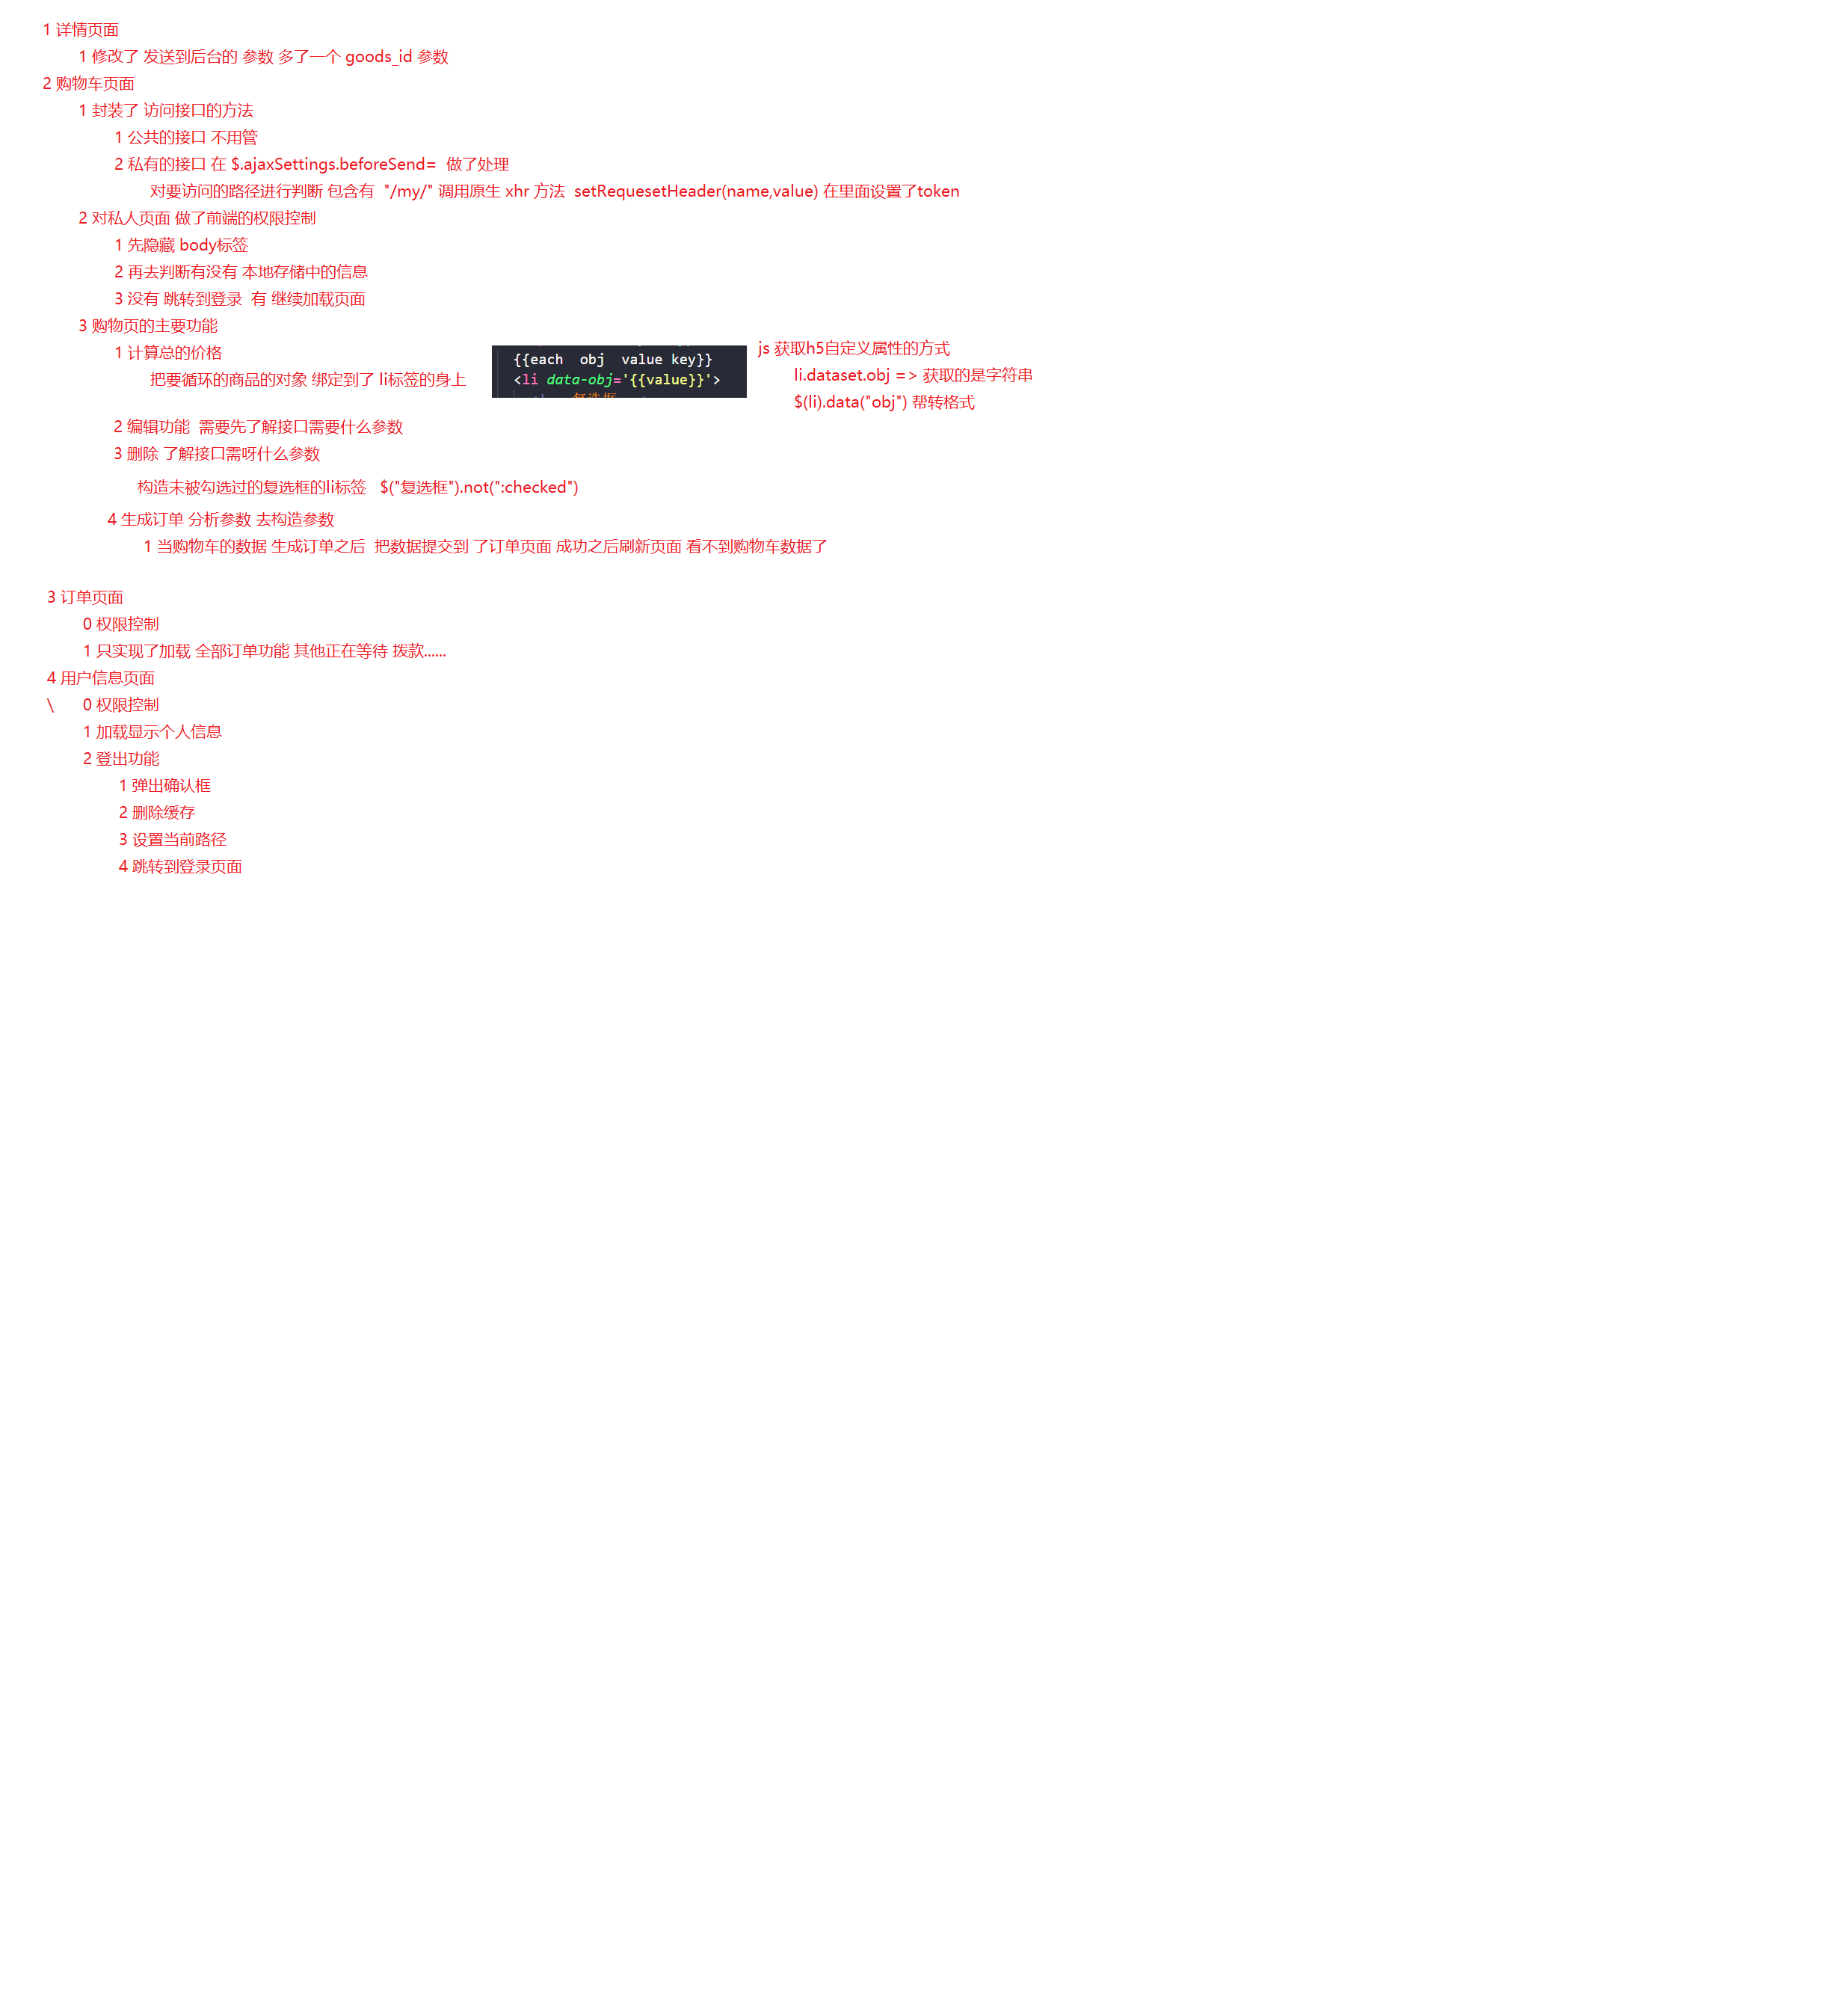 1 详情页面
1 修改了 发送到后台的 参数 多了一个 goods_id 参数
2 购物车页面
1 封装了 访问接口的方法
1 公共的接口 不用管
2 私有的接口 在 $.ajaxSettings.beforeSend= 做了处理
对要访问的路径进行判断 包含有 "/my/" 调用原生 xhr 方法 setRequesetHeader(name,value) 在里面设置了token
2 对私人页面 做了前端的权限控制
1 先隐藏 body标签
2 再去判断有没有 本地存储中的信息
3 没有 跳转到登录 有 继续加载页面
3 购物页的主要功能
1 计算总的价格
把要循环的商品的对象 绑定到了 li标签的身上
{{each obj value key}}
<li data-obj='{{value}}'>
js 获取h5自定义属性的方式
li.dataset.obj => 获取的是字符串
$(li).data("obj") 帮转格式
2 编辑功能 需要先了解接口需要什么参数
3 删除 了解接口需呀什么参数
构造未被勾选过的复选框的li标签 $("复选框").not(":checked")
4 生成订单 分析参数 去构造参数
1 当购物车的数据 生成订单之后 把数据提交到 了订单页面 成功之后刷新页面 看不到购物车数据了
3 订单页面
0 权限控制
1 只实现了加载 全部订单功能 其他正在等待 拨款......
4 用户信息页面
\ 0 权限控制
1 加载显示个人信息
2 登出功能
1 弹出确认框
2 删除缓存
3 设置当前路径
4 跳转到登录页面